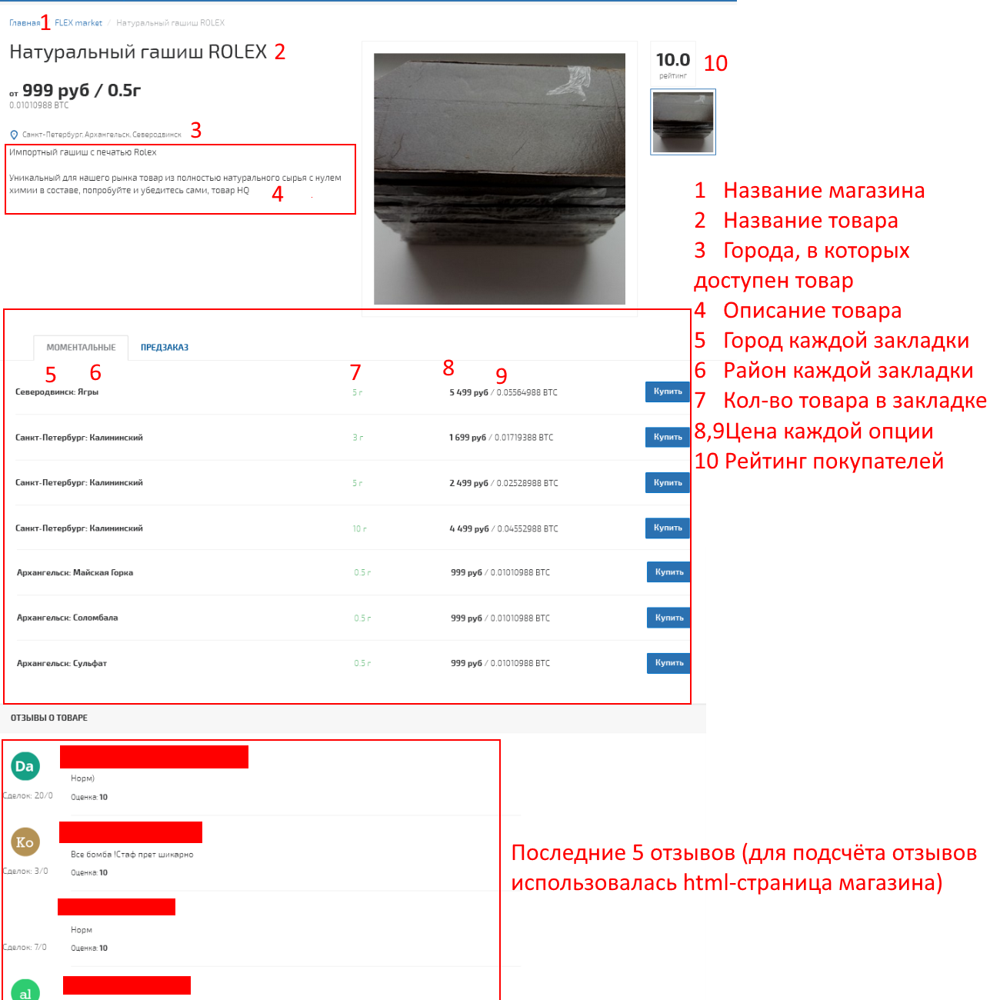 Главная 1 FLEX market / Натуральный гашиш ROLEX
Натуральный гашиш ROLEX 2
от 999 руб / 0.5г
0.01010988 BTC
Санкт-Петербург, Архангельск, Северодвинск 3
Импортный гашиш с печатью Rolex
Уникальный для нашего рынка товар из полностью натурального сырья с нулем
химии в составе, попробуйте и убедитесь сами, товар HQ
4
10.0 10
рейтинг
1 Название магазина
2 Название товара
3 Города, в которых
доступен товар
4 Описание товара
5 Город каждой закладки
6 Район каждой закладки
7 Кол-во товара в закладке
8,9Цена каждой опции
10 Рейтинг покупателей
МОМЕНТАЛЬНЫЕ ПРЕДЗАКАЗ
5 6 7 8 9
Северодвинск: Ягры 5 г 5 499 руб / 0.05564988 BTC Купить
Санкт-Петербург: Калининский 3 г 1 699 руб / 0.01719388 BTC Купить
Санкт-Петербург: Калининский 5 г 2 499 руб / 0.02528988 BTC Купить
Санкт-Петербург: Калининский 10 г 4 499 руб / 0.04552988 BTC Купить
Архангельск: Майская Горка 0.5 г 999 руб / 0.01010988 BTC Купить
Архангельск: Соломбала 0.5 г 999 руб / 0.01010988 BTC Купить
Архангельск: Сульфат 0.5 г 999 руб / 0.01010988 BTC Купить
ОТЗЫВЫ О ТОВАРЕ
Da
Норм)
Сделок: 20/0 Оценка: 10
Ko
Все бомба !Стаф прет шикарно
Сделок: 3/0 Оценка: 10
Норм
Сделок: 7/0 Оценка: 10
al
Последние 5 отзывов (для подсчёта отзывов
использовалась html-страница магазина)